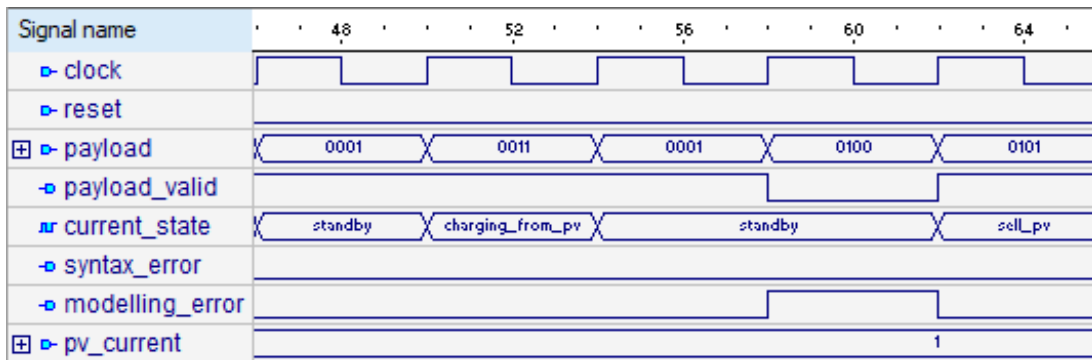 Signal name 48 52 56 60 64
clock
reset
payload 0001 0011 0001 0100 0101
payload_valid
current_state standby charging_from_pv standby sell_pv
syntax_error
modelling_error
pv_current 1